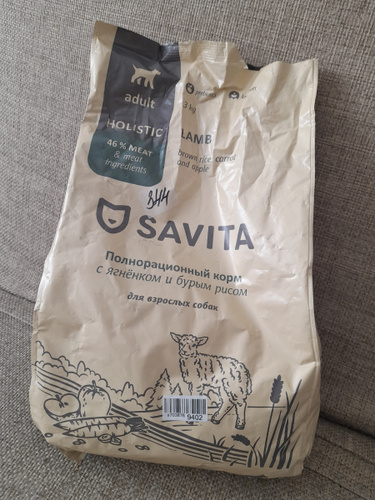 adult
HOLISTIC
46 % MEAT
& meat
ingredients
3 kg
LAMB
brown rice, carrot
and apple
SAVITA
Полнорационный корм
с ягнёнком и бурым рисом
для взрослых собак
9402